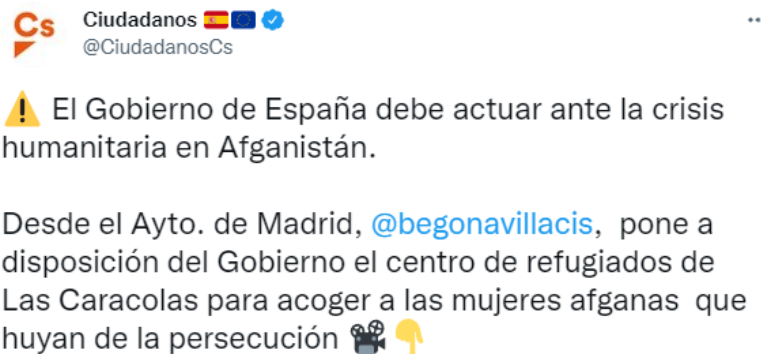 Cs
Ciudadanos 🇪🇸🇪🇺
@CiudadanosCs
⚠️ El Gobierno de España debe actuar ante la crisis
humanitaria en Afganistán.
Desde el Ayto. de Madrid, @begonavillacis,  pone a
disposición del Gobierno el centro de refugiados de
Las Caracolas para acoger a las mujeres afganas  que
huyan de la persecución 🎥👇